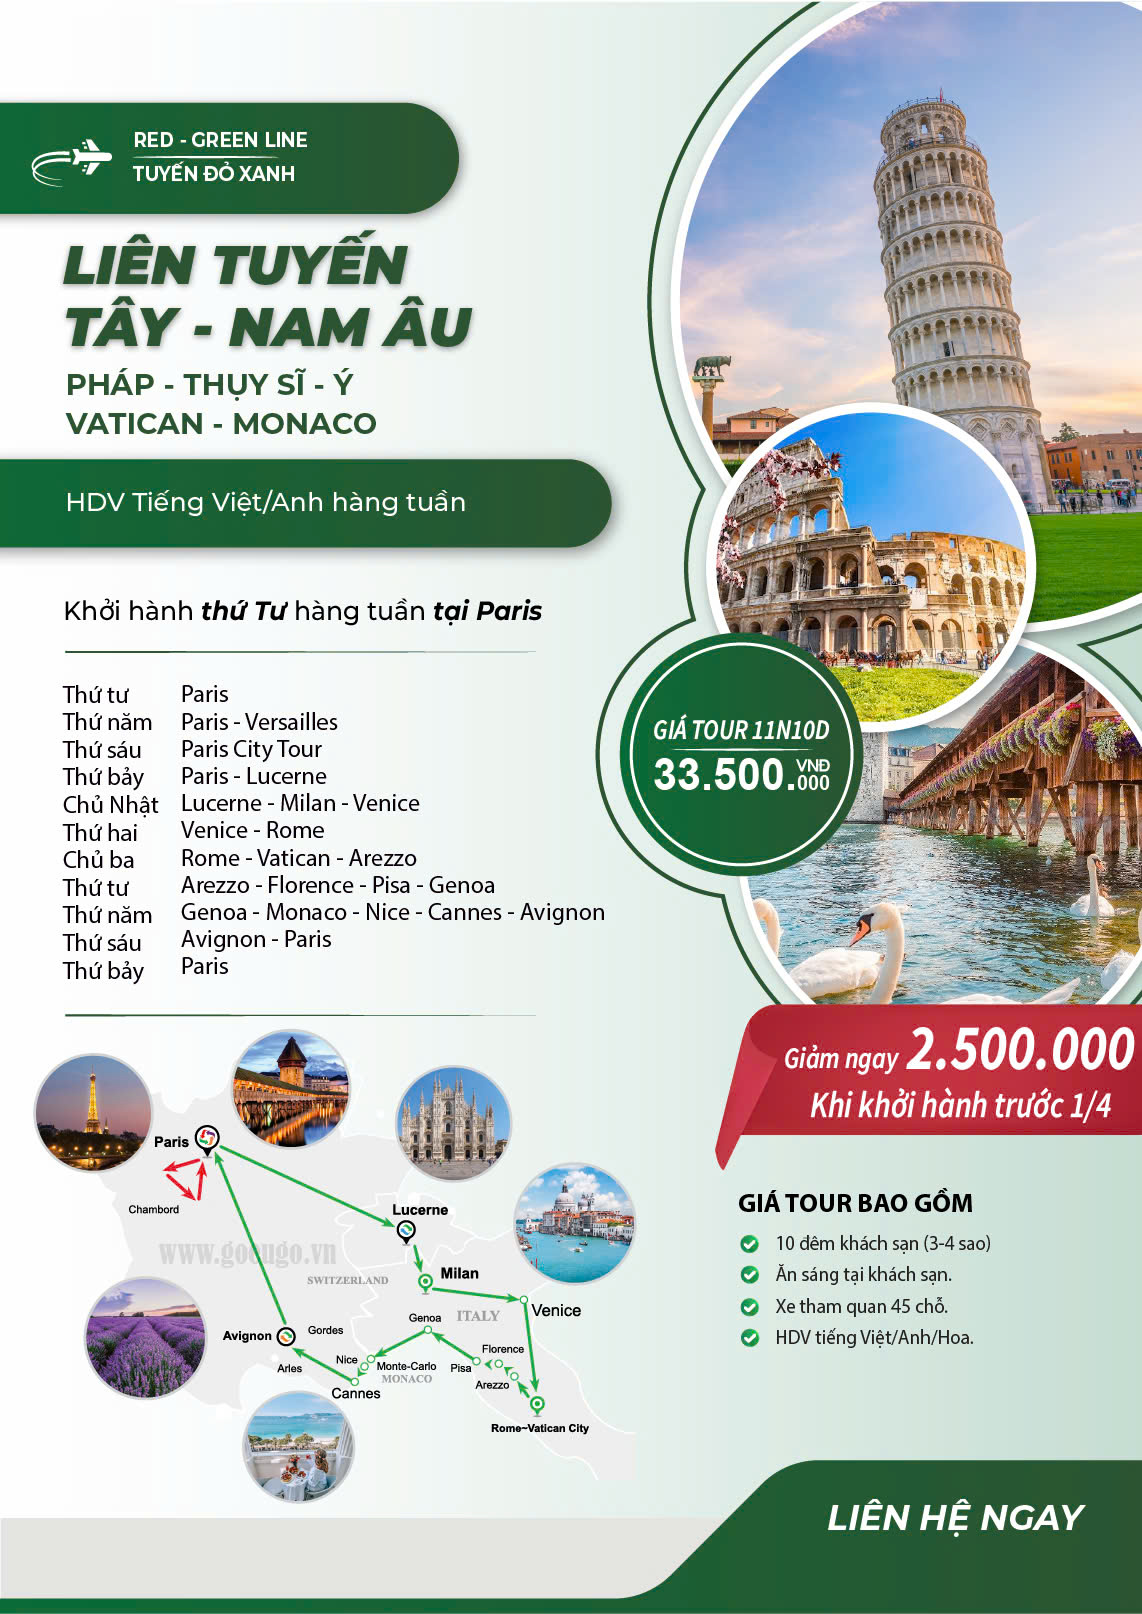 RED - GREEN LINE
TUYẾN ĐỎ XANH
LIÊN TUYẾN
TÂY - NAM ÂU
PHÁP - THỤY SĨ - Ý
VATICAN - MONACO
HDV Tiếng Việt/Anh hàng tuần
Khởi hành thứ Tư hàng tuần tại Paris
Thứ tư Paris
Thứ năm Paris - Versailles
Thứ sáu Paris City Tour
Thứ bảy Paris - Lucerne
Chủ Nhật Lucerne - Milan - Venice
Thứ hai Venice - Rome
Chủ ba Rome - Vatican - Arezzo
Thứ tư Arezzo - Florence - Pisa - Genoa
Thứ năm Genoa - Monaco - Nice - Cannes - Avignon
Thứ sáu Avignon - Paris
Thứ bảy Paris
GIÁ TOUR 11N10D
33.500.000 VNĐ
Giảm ngay 2.500.000
Khi khởi hành trước 1/4
GIÁ TOUR BAO GỒM
10 đêm khách sạn (3-4 sao)
Ăn sáng tại khách sạn.
Xe tham quan 45 chỗ.
HDV tiếng Việt/Anh/Hoa.
Paris
Chambord
Lucerne
www.gocugo.vn
SWITZERLAND
Milan
ITALY
Venice
Genoa
Avignon
Gordes
Arles
Nice
Monte-Carlo
MONACO
Cannes
Pisa
Florence
Arezzo
Rome~Vatican City
LIÊN HỆ NGAY